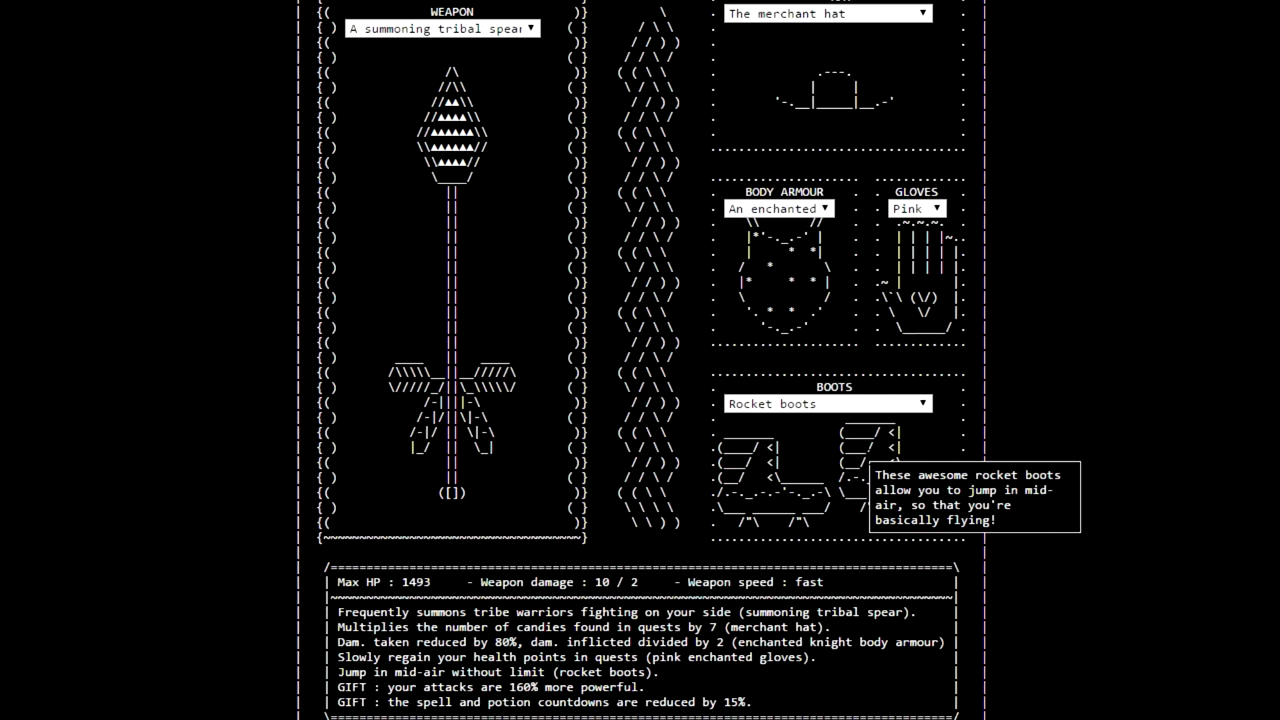 WEAPON
A summoning tribal spear
The merchant hat
BODY ARMOUR
An enchanted
GLOVES
Pink
BOOTS
Rocket boots
These awesome rocket boots
allow you to jump in mid-
air, so that you're
basically flying!
Max HP : 1493 - Weapon damage : 10 / 2 - Weapon speed : fast
Frequently summons tribe warriors fighting on your side (summoning tribal spear).
Multiplies the number of candies found in quests by 7 (merchant hat).
Dam. taken reduced by 80%, dam. inflicted divided by 2 (enchanted knight body armour)
Slowly regain your health points in quests (pink enchanted gloves).
Jump in mid-air without limit (rocket boots).
GIFT : your attacks are 160% more powerful.
GIFT : the spell and potion countdowns are reduced by 15%.